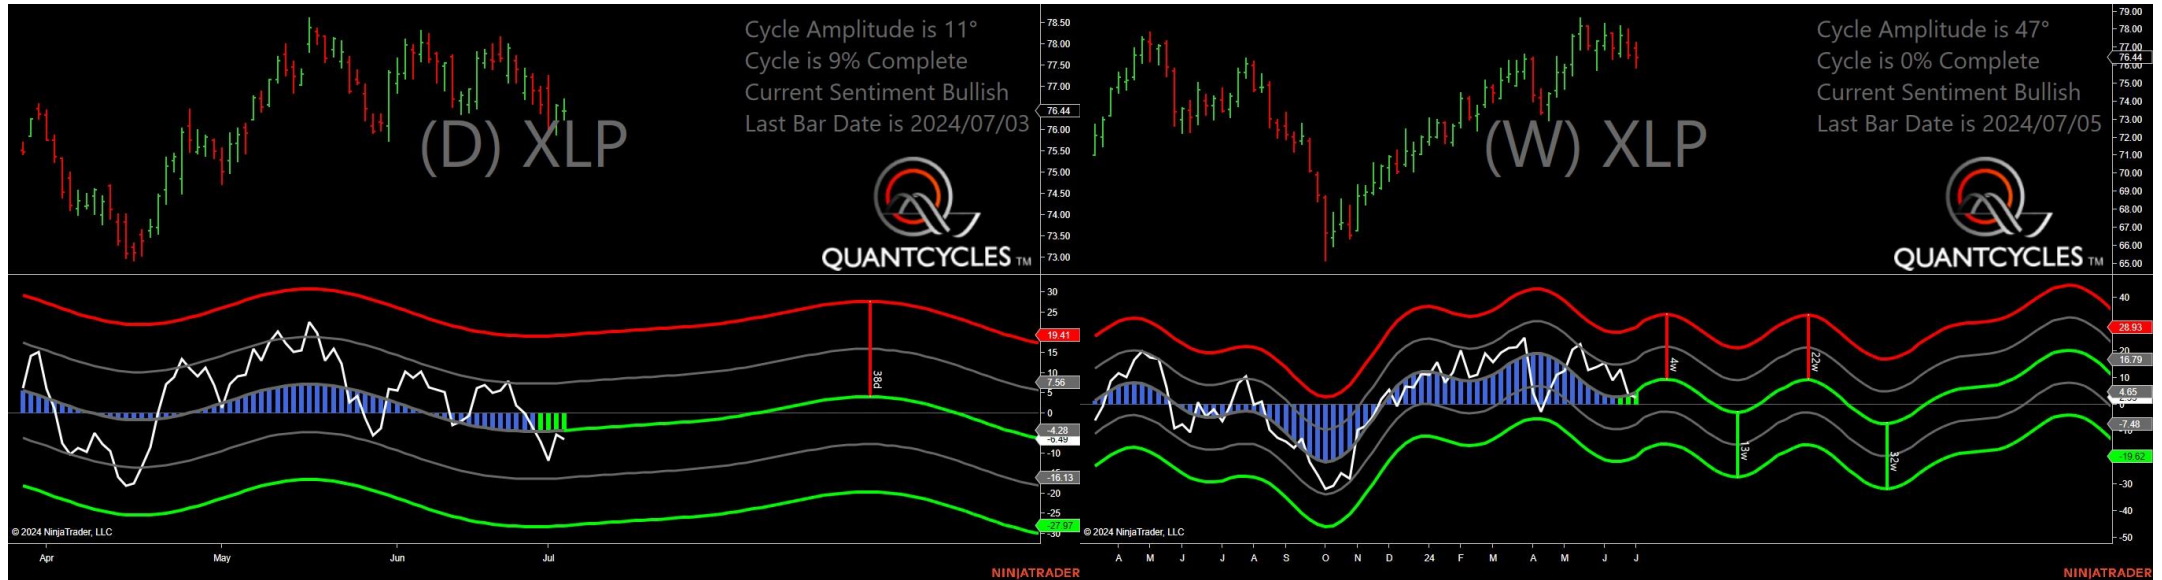 Cycle Amplitude is 11°
Cycle is 9% Complete
Current Sentiment Bullish
Last Bar Date is 2024/07/03
(D) XLP
QUANTCYCLES TM
78.50
78.00
77.50
77.00
76.44
76.00
75.50
75.00
74.50
74.00
73.50
73.00
30
25
19.41
15
10
7.56
5
0
-4.28
-6.49
-10
-16.13
-20
-25
-27.97
-30
38d
© 2024 NinjaTrader, LLC
Apr May Jun Jul
NINJATRADER
Cycle Amplitude is 47°
Cycle is 0% Complete
Current Sentiment Bullish
Last Bar Date is 2024/07/05
(W) XLP
QUANTCYCLES TM
79.00
78.00
77.00
76.44
76.00
75.00
74.00
73.00
72.00
71.00
70.00
69.00
68.00
67.00
66.00
65.00
40
28.93
20
16.79
10
4.65
0
-7.48
-10
-19.62
-30
-40
-50
4w
13w
22w
32w
© 2024 NinjaTrader, LLC
A M J J A S O N D 24 F M A M J J
NINJATRADER